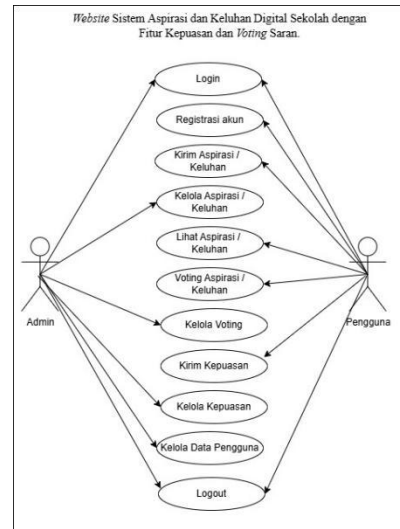 Website Sistem Aspirasi dan Keluhan Digital Sekolah dengan
Fitur Kepuasan dan Voting Saran.
Login
Registrasi akun
Kirim Aspirasi /
Keluhan
Kelola Aspirasi /
Keluhan
Lihat Aspirasi /
Keluhan
Voting Aspirasi /
Keluhan
Admin
Pengguna
Kelola Voting
Kirim Kepuasan
Kelola Kepuasan
Kelola Data Pengguna
Logout